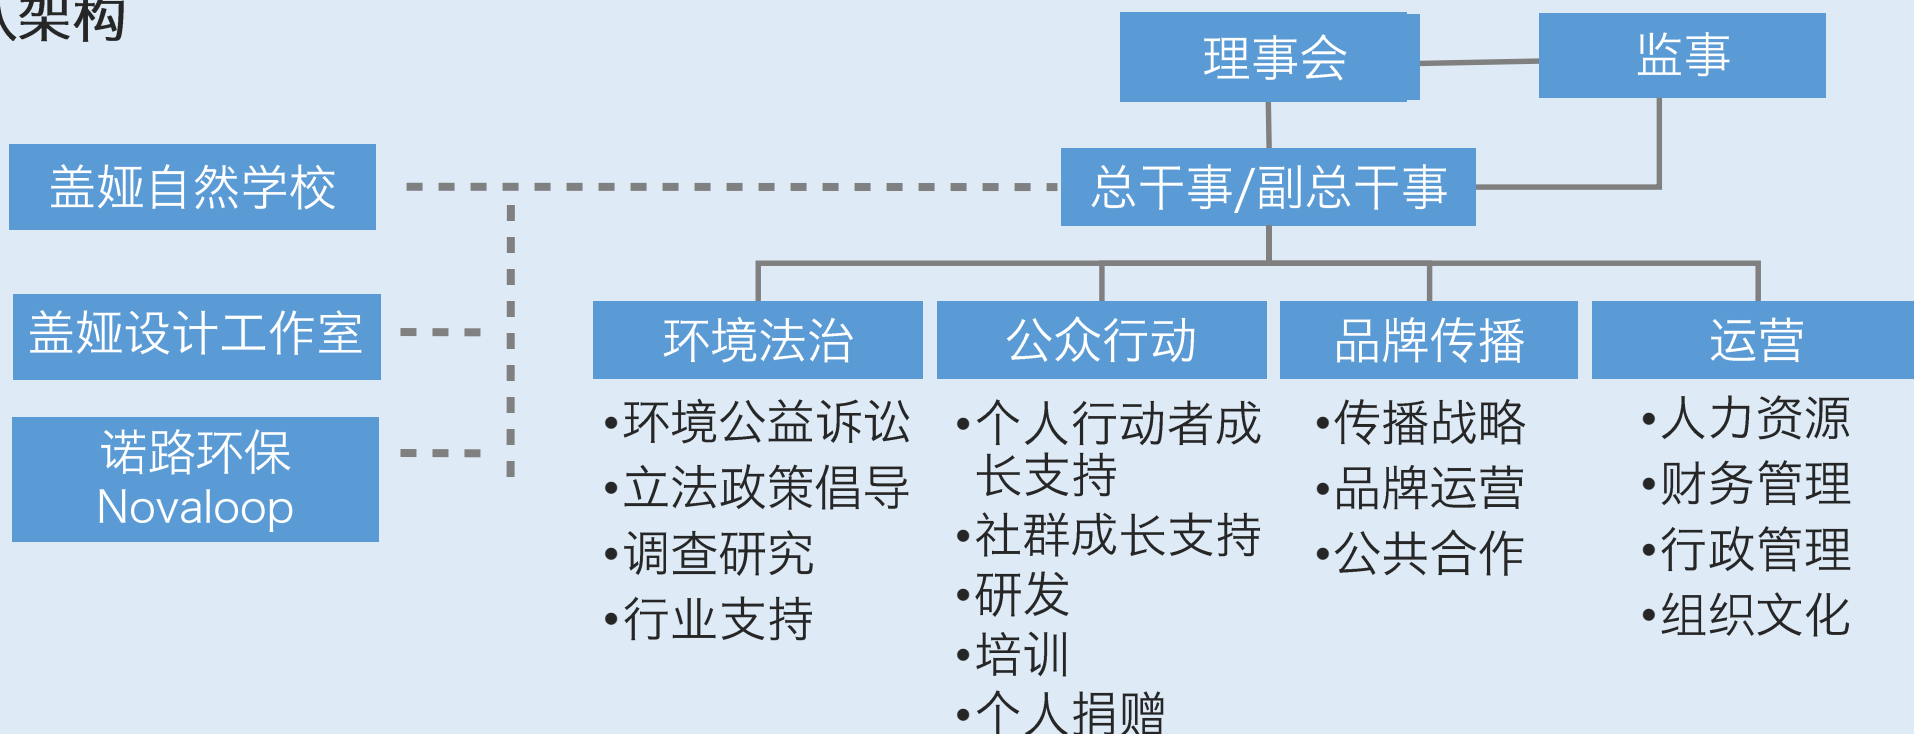 架构
理事会
监事
盖娅自然学校
总干事/副总干事
盖娅设计工作室
诺路环保
Novaloop
环境法治
公众行动
品牌传播
运营
•环境公益诉讼
•立法政策倡导
•调查研究
•行业支持
•个人行动者成
长支持
•社群成长支持
•研发
•培训
•个人捐赠
•传播战略
•品牌运营
•公共合作
•人力资源
•财务管理
•行政管理
•组织文化